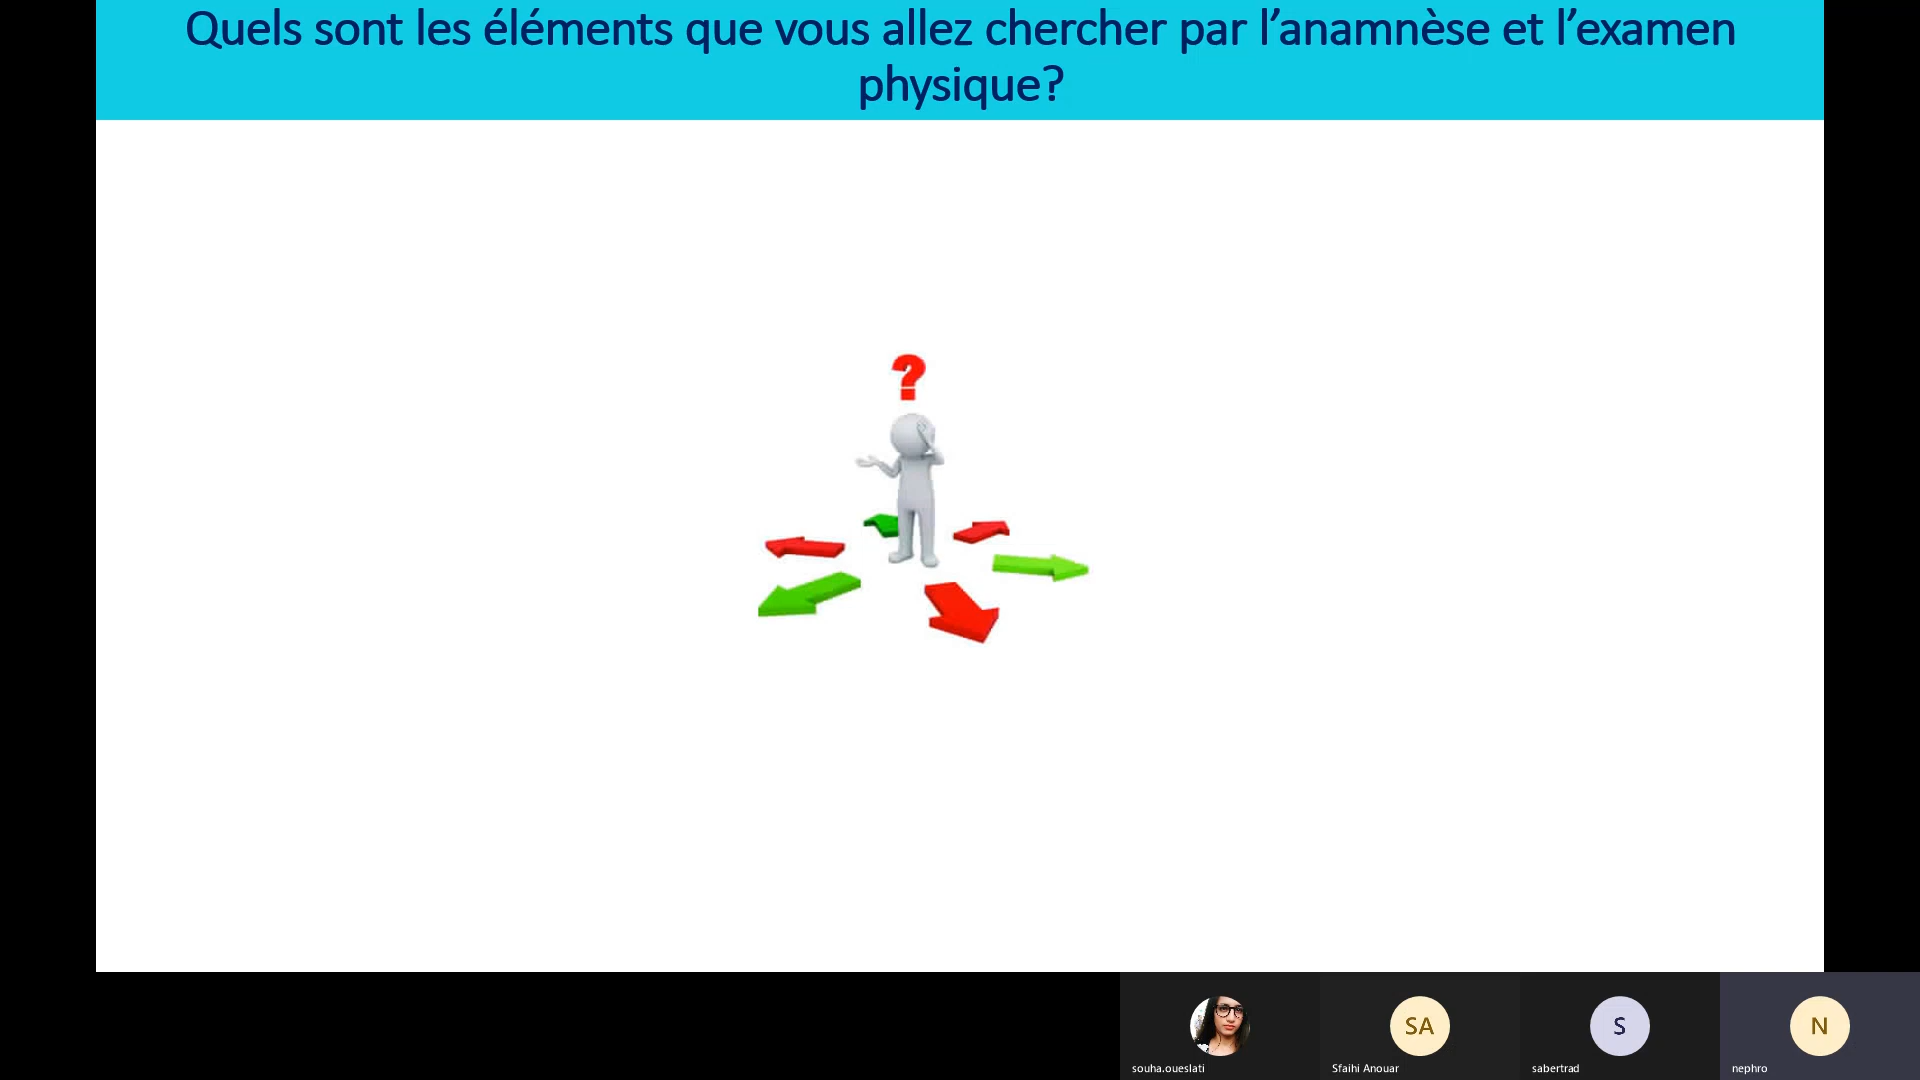 Quels sont les éléments que vous allez chercher par l’anamnèse et l’examen
physique?
?
SA
S
N
souha.oueslati
Sfaihi Anouar
sabertrad
nephro